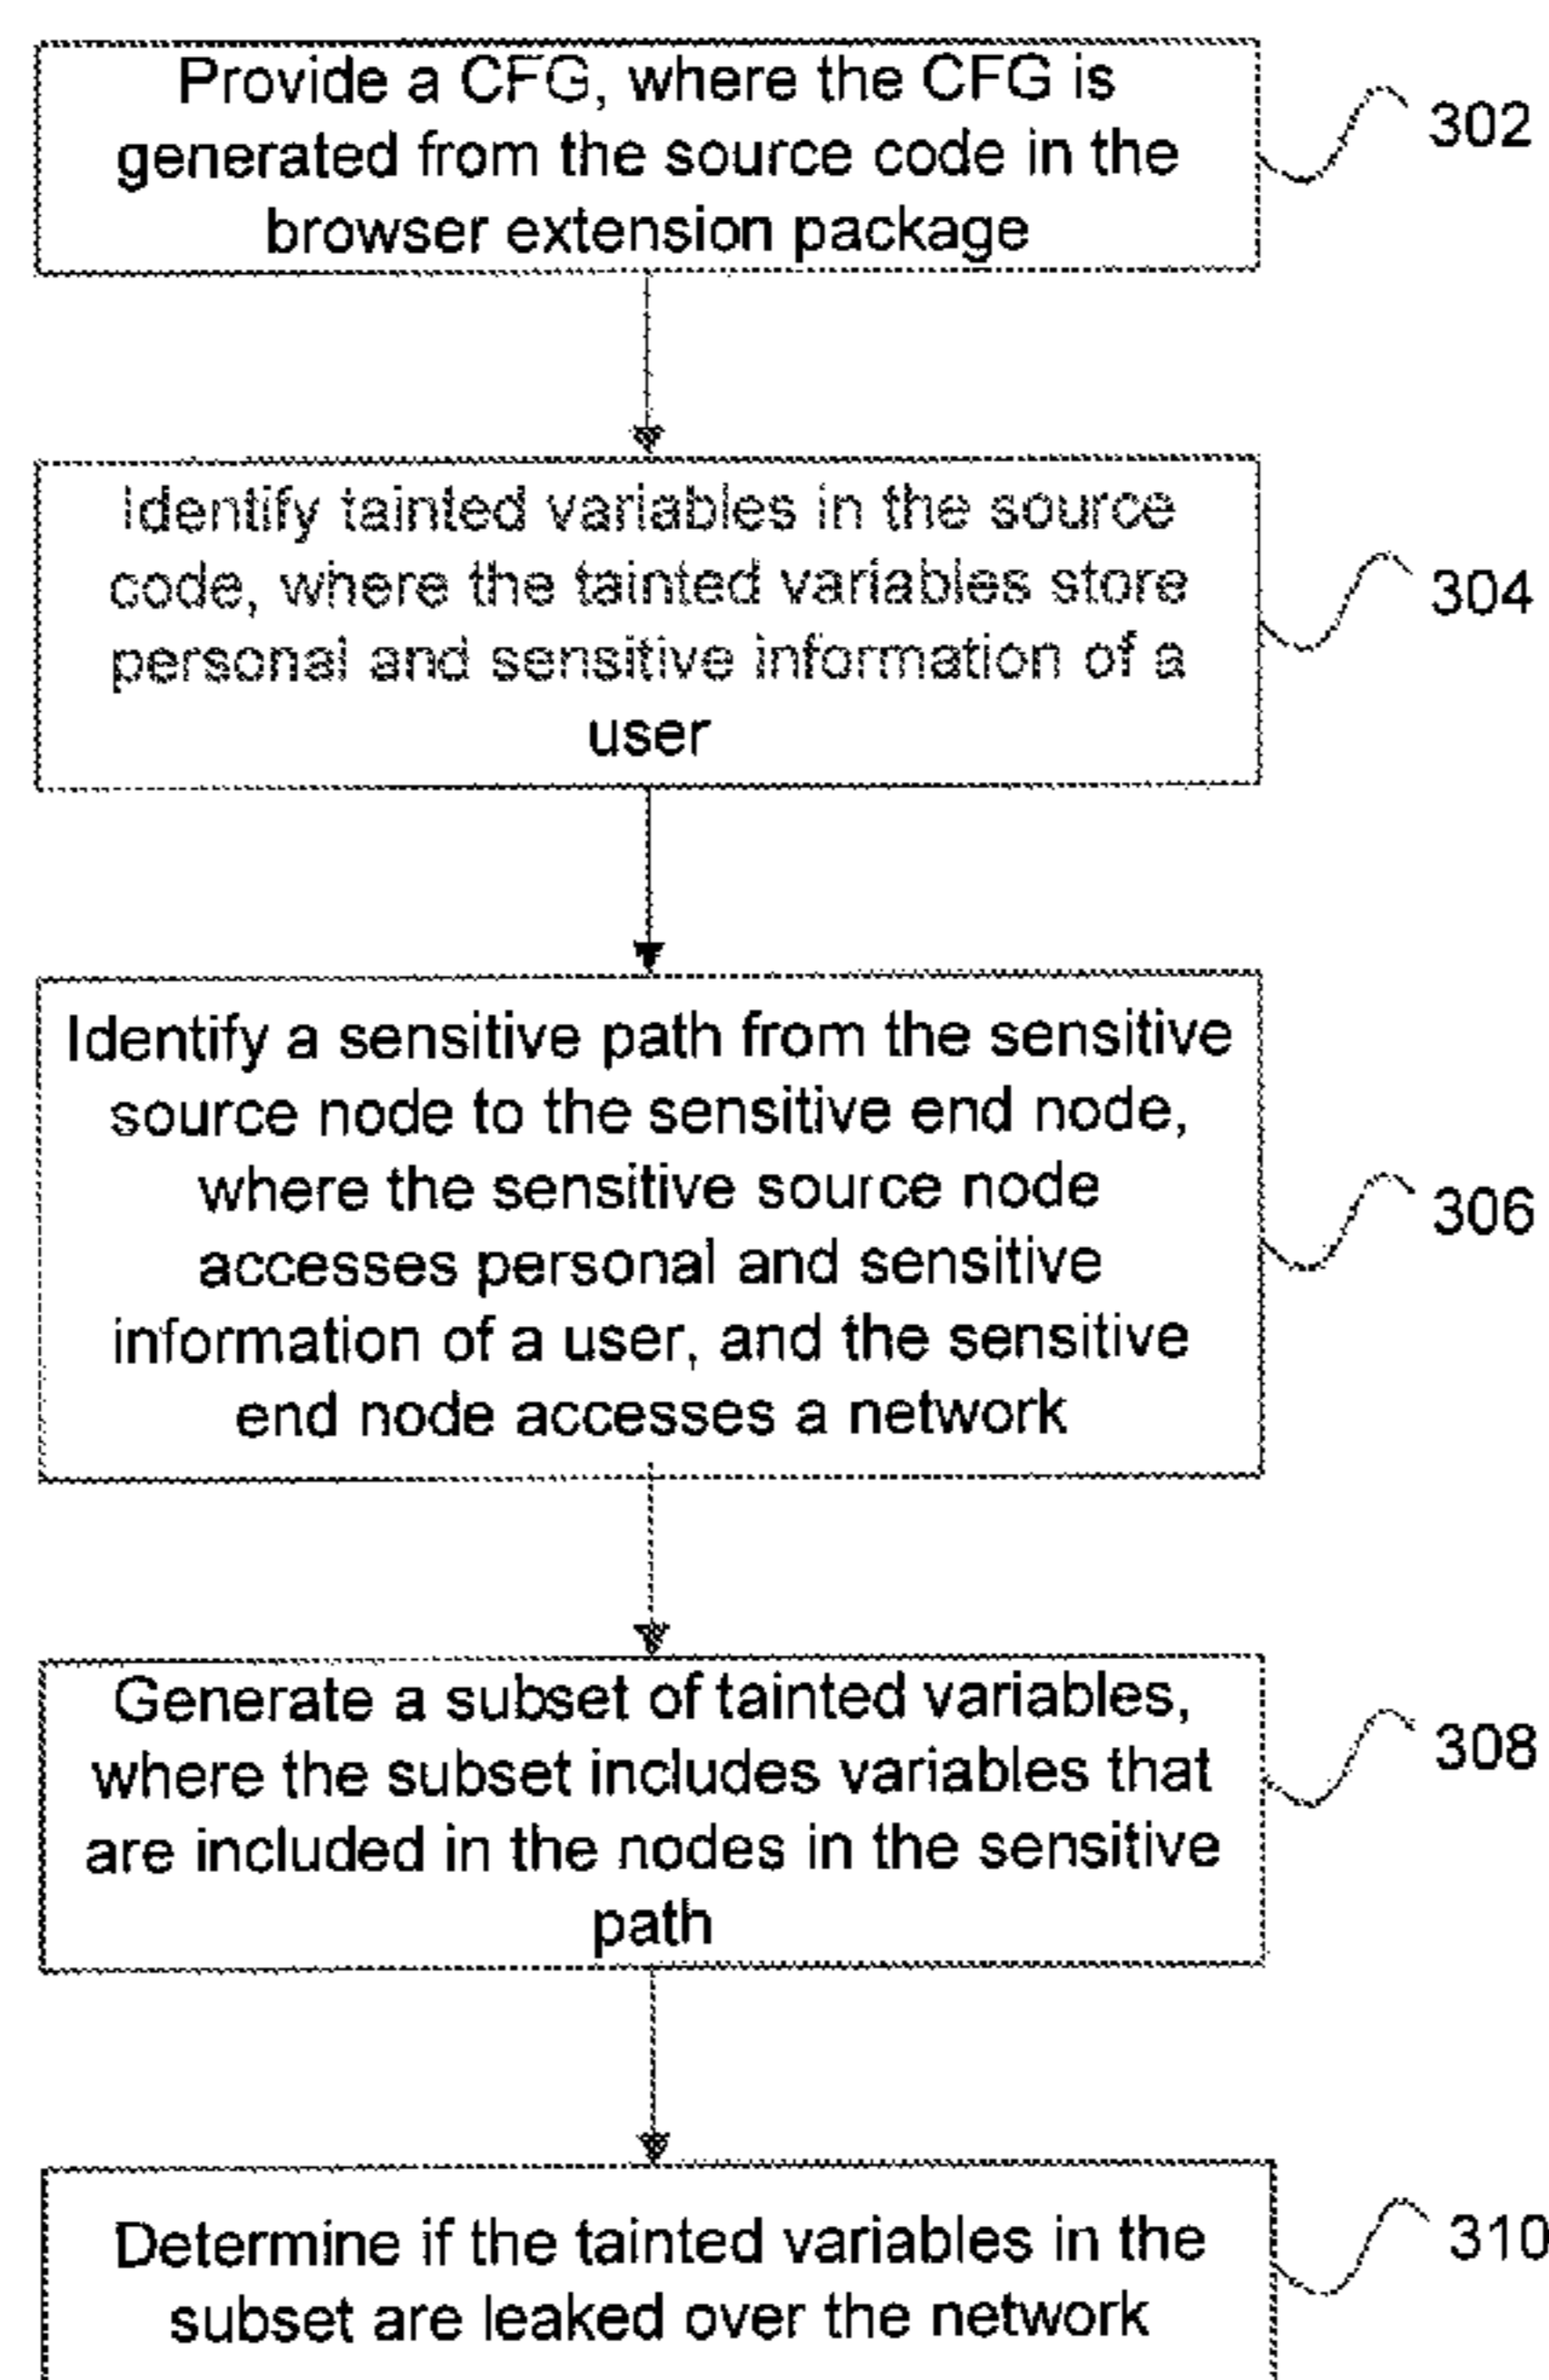 Provide a CFG, where the CFG is
generated from the source code in the
browser extension package
302
Identify tainted variables in the source
code, where the tainted variables store
personal and sensitive information of a
user
304
Identify a sensitive path from the sensitive
source node to the sensitive end node,
where the sensitive source node
accesses personal and sensitive
information of a user, and the sensitive
end node accesses a network
306
Generate a subset of tainted variables,
where the subset includes variables that
are included in the nodes in the sensitive
path
308
Determine if the tainted variables in the
subset are leaked over the network
310